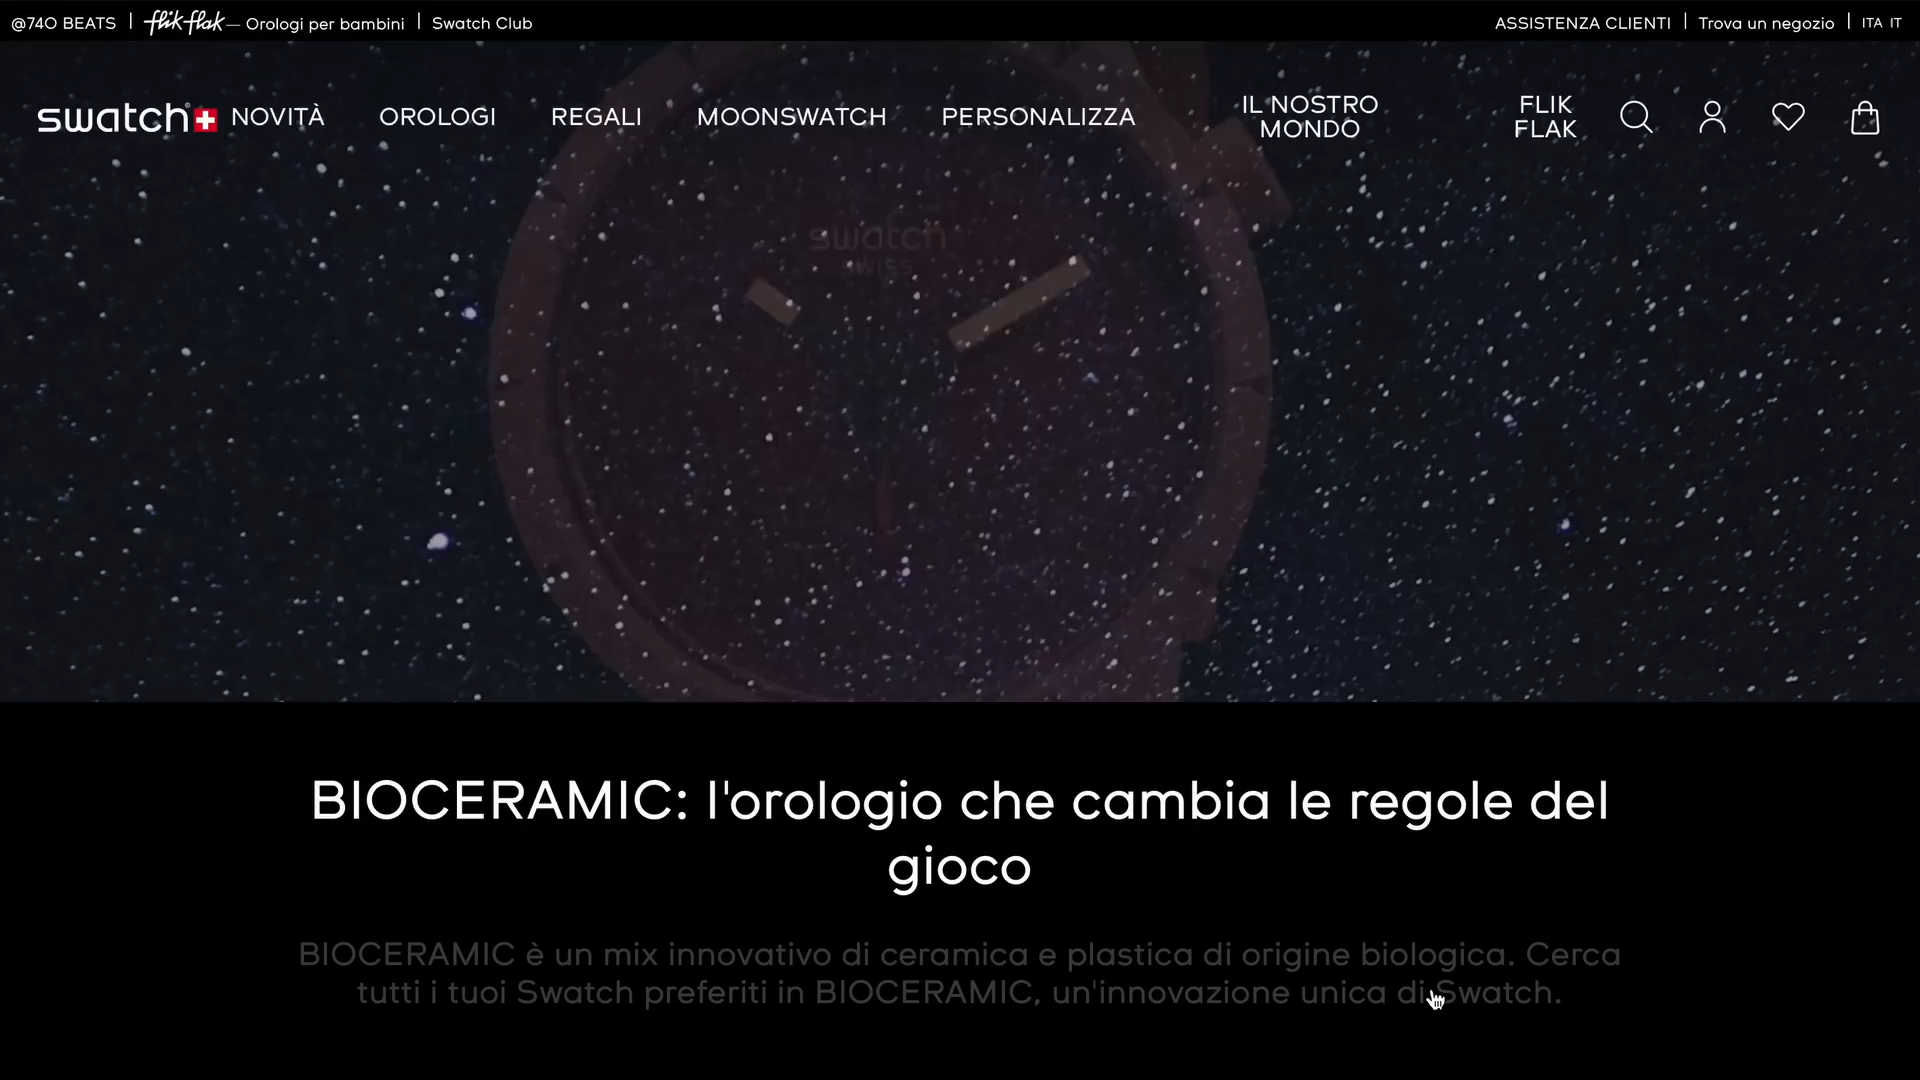 @740 BEATS
flik flak — Orologi per bambini
Swatch Club
ASSISTENZA CLIENTI
Trova un negozio
ITA IT
swatch
NOVITÀ
OROLOGI
REGALI
MOONSWATCH
PERSONALIZZA
IL NOSTRO
MONDO
FLIK
FLAK
swatch
SWISS
BIOCERAMIC: l'orologio che cambia le regole del
gioco
BIOCERAMIC è un mix innovativo di ceramica e plastica di origine biologica. Cerca
tutti i tuoi Swatch preferiti in BIOCERAMIC, un'innovazione unica di Swatch.